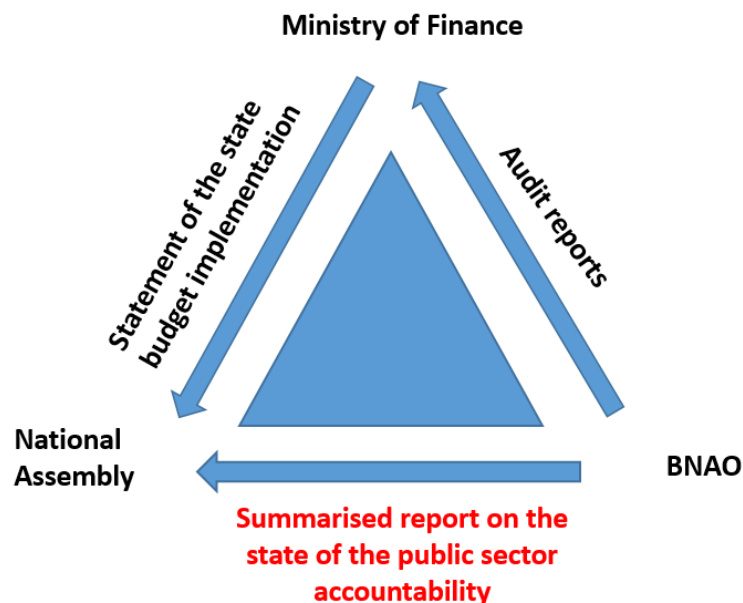 Ministry of Finance
Statement of the state
budget implementation
Audit reports
National
Assembly
BNAO
Summarised report on the
state of the public sector
accountability